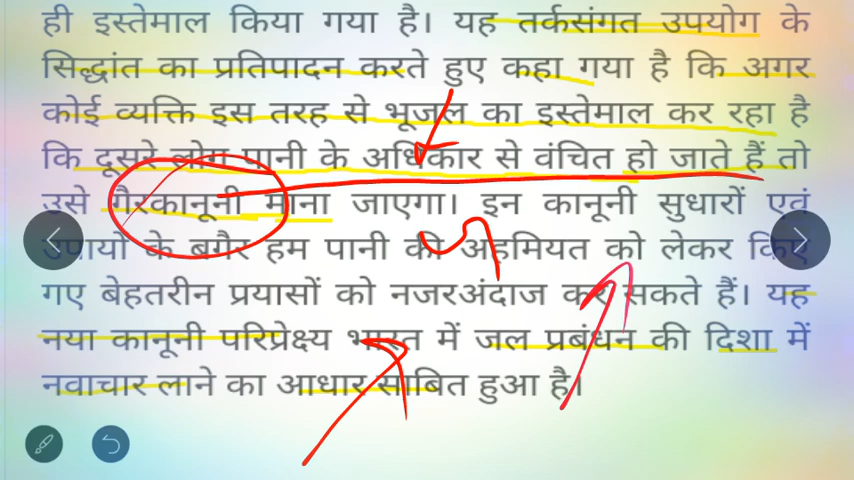 ही इस्तेमाल किया गया है। यह तर्कसंगत उपयोग के
सिद्धांत का प्रतिपादन करते हुए कहा गया है कि अगर
कोई व्यक्ति इस तरह से भूजल का इस्तेमाल कर रहा है
कि दूसरे लोग पानी के अधिकार से वंचित हो जाते हैं तो
उसे गैरकानूनी माना जाएगा। इन कानूनी सुधारों एवं
उपायों के बगैर हम पानी की अहमियत को लेकर किए
गए बेहतरीन प्रयासों को नजरअंदाज कर सकते हैं। यह
नया कानूनी परिप्रेक्ष्य भारत में जल प्रबंधन की दिशा में
नवाचार लाने का आधार साबित हुआ है।